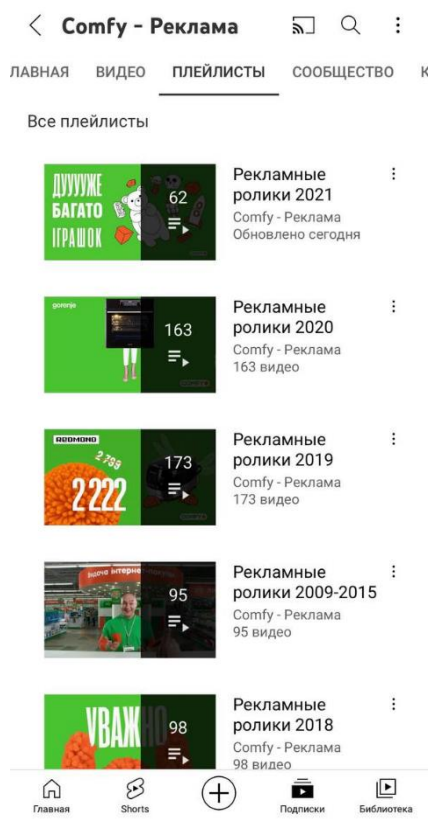 Comfy - Реклама
ЛАВНАЯ ВИДЕО ПЛЕЙЛИСТЫ СООБЩЕСТВО К
Все плейлисты
ДУУУУЖЕ
БАГАТО
ІГРАШОК
62
Рекламные
ролики 2021
Comfy - Реклама
Обновлено сегодня
gorenje
163
Рекламные
ролики 2020
Comfy - Реклама
163 видео
REDMOND
2 799
2 222
173
Рекламные
ролики 2019
Comfy - Реклама
173 видео
95
Рекламные
ролики 2009-2015
Comfy - Реклама
95 видео
УВАЖНО
98
Рекламные
ролики 2018
Comfy - Реклама
98 видео
Главная Shorts Подписки Библиотека